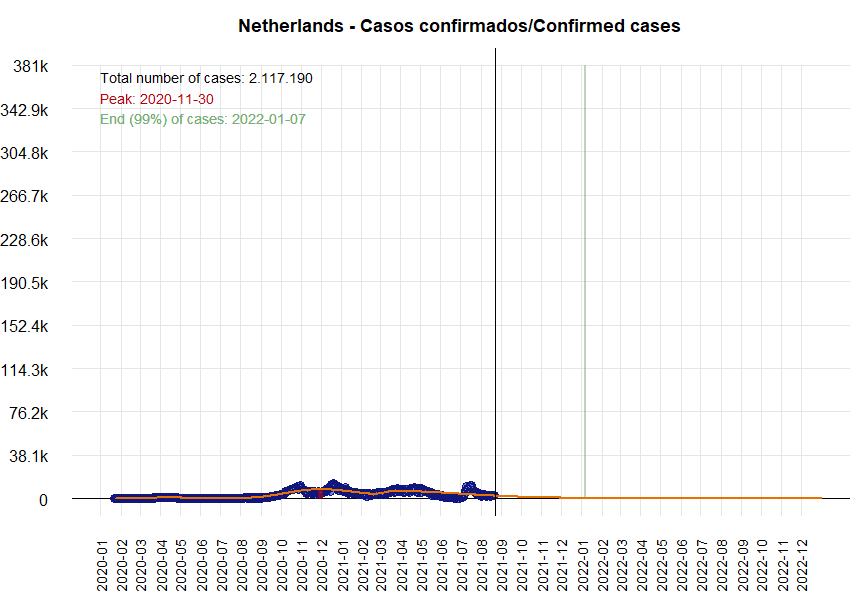 Netherlands - Casos confirmados/Confirmed cases
381k
Total number of cases: 2.117.190
Peak: 2020-11-30
End (99%) of cases: 2022-01-07
342.9k
304.8k
266.7k
228.6k
190.5k
152.4k
114.3k
76.2k
38.1k
0
2020-01
2020-02
2020-03
2020-04
2020-05
2020-06
2020-07
2020-08
2020-09
2020-10
2020-11
2020-12
2021-01
2021-02
2021-03
2021-04
2021-05
2021-06
2021-07
2021-08
2021-09
2021-10
2021-11
2021-12
2022-01
2022-02
2022-03
2022-04
2022-05
2022-06
2022-07
2022-08
2022-09
2022-10
2022-11
2022-12